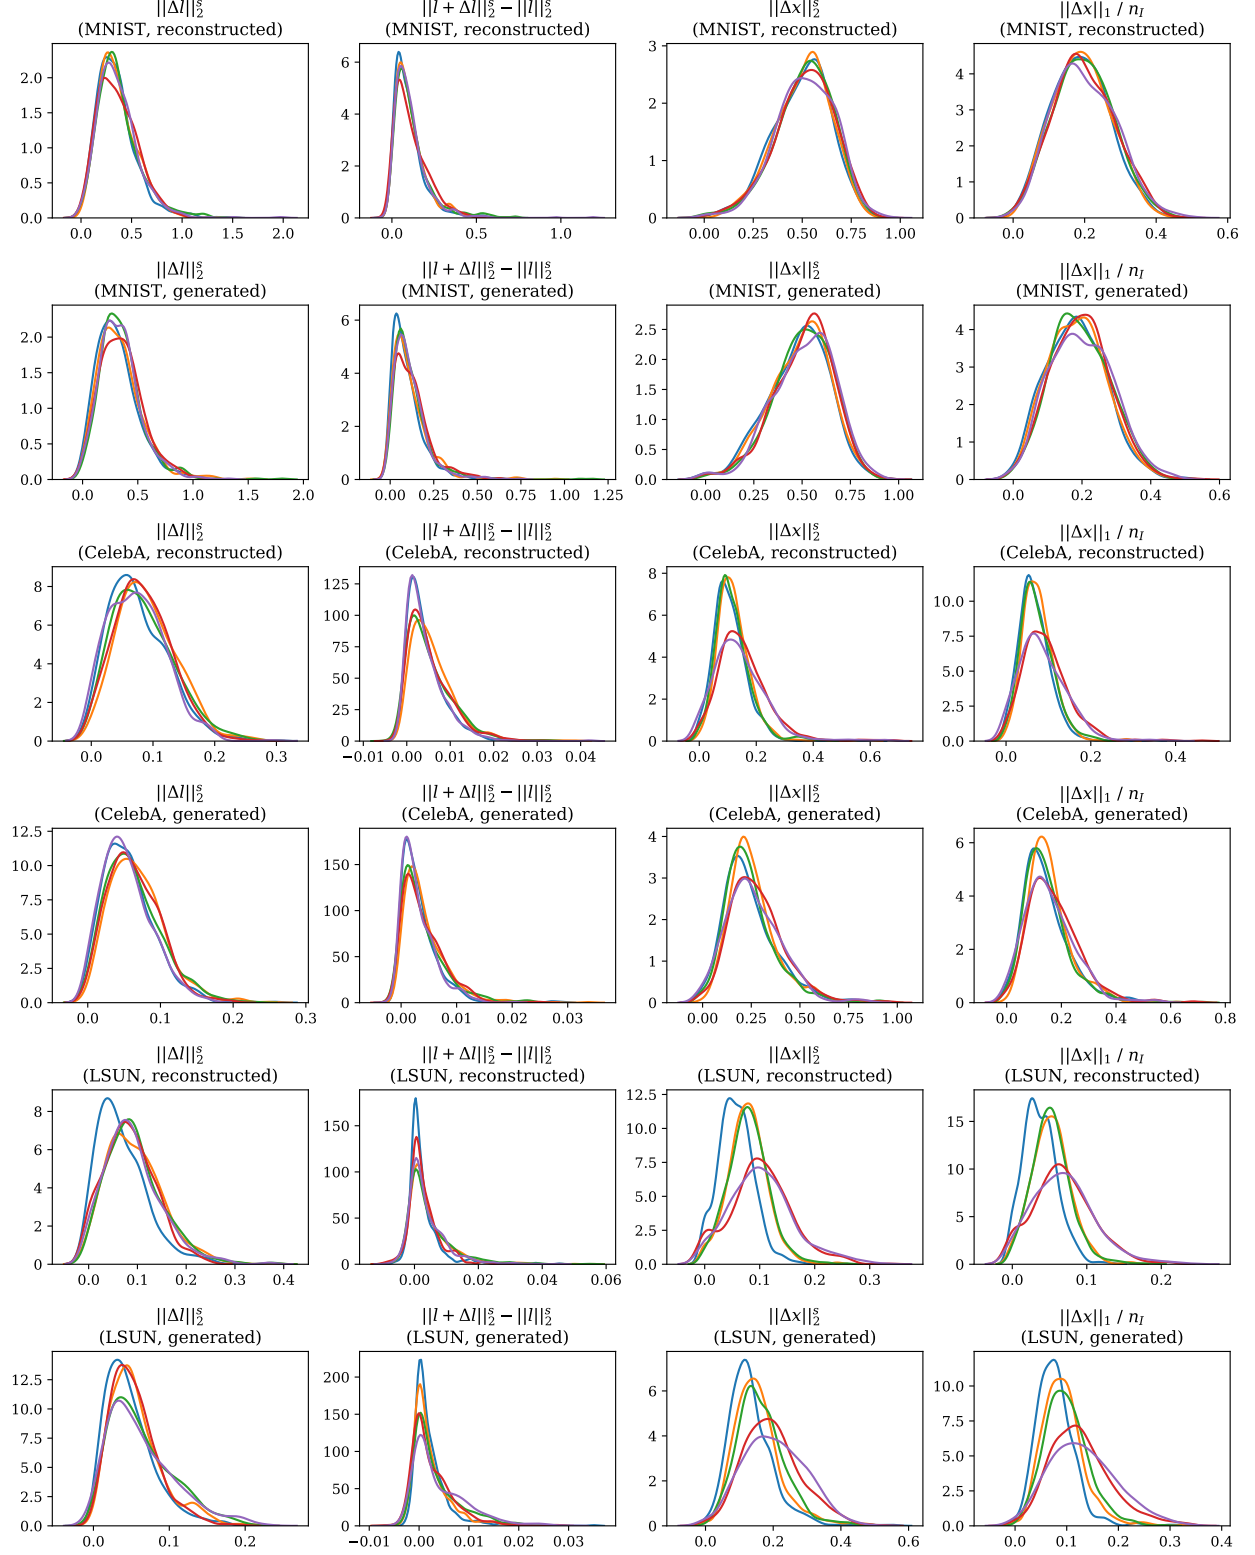 ||Δl||₂ˢ
(MNIST, reconstructed)
||l + Δl||₂ˢ − ||l||₂ˢ
(MNIST, reconstructed)
||Δx||₂ˢ
(MNIST, reconstructed)
||Δx||₁ / n_I
(MNIST, reconstructed)
2.0
1.5
1.0
0.5
0.0
0.0 0.5 1.0 1.5 2.0
6
4
2
0
0.0 0.5 1.0
3
2
1
0
0.00 0.25 0.50 0.75 1.00
4
3
2
1
0
0.0 0.2 0.4 0.6
||Δl||₂ˢ
(MNIST, generated)
||l + Δl||₂ˢ − ||l||₂ˢ
(MNIST, generated)
||Δx||₂ˢ
(MNIST, generated)
||Δx||₁ / n_I
(MNIST, generated)
2.0
1.5
1.0
0.5
0.0
0.0 0.5 1.0 1.5 2.0
6
4
2
0
0.00 0.25 0.50 0.75 1.00 1.25
2.5
2.0
1.5
1.0
0.5
0.0
0.00 0.25 0.50 0.75 1.00
4
3
2
1
0
0.0 0.2 0.4 0.6
||Δl||₂ˢ
(CelebA, reconstructed)
||l + Δl||₂ˢ − ||l||₂ˢ
(CelebA, reconstructed)
||Δx||₂ˢ
(CelebA, reconstructed)
||Δx||₁ / n_I
(CelebA, reconstructed)
8
6
4
2
0
0.0 0.1 0.2 0.3
125
100
75
50
25
0
−0.01 0.00 0.01 0.02 0.03 0.04
8
6
4
2
0
0.0 0.2 0.4 0.6
10.0
7.5
5.0
2.5
0.0
0.0 0.2 0.4
||Δl||₂ˢ
(CelebA, generated)
||l + Δl||₂ˢ − ||l||₂ˢ
(CelebA, generated)
||Δx||₂ˢ
(CelebA, generated)
||Δx||₁ / n_I
(CelebA, generated)
12.5
10.0
7.5
5.0
2.5
0.0
0.0 0.1 0.2 0.3
150
100
50
0
0.00 0.01 0.02 0.03
4
3
2
1
0
0.00 0.25 0.50 0.75 1.00
6
4
2
0
0.0 0.2 0.4 0.6 0.8
||Δl||₂ˢ
(LSUN, reconstructed)
||l + Δl||₂ˢ − ||l||₂ˢ
(LSUN, reconstructed)
||Δx||₂ˢ
(LSUN, reconstructed)
||Δx||₁ / n_I
(LSUN, reconstructed)
8
6
4
2
0
0.0 0.1 0.2 0.3 0.4
150
100
50
0
0.00 0.02 0.04 0.06
12.5
10.0
7.5
5.0
2.5
0.0
0.0 0.1 0.2 0.3
15
10
5
0
0.0 0.1 0.2
||Δl||₂ˢ
(LSUN, generated)
||l + Δl||₂ˢ − ||l||₂ˢ
(LSUN, generated)
||Δx||₂ˢ
(LSUN, generated)
||Δx||₁ / n_I
(LSUN, generated)
12.5
10.0
7.5
5.0
2.5
0.0
0.0 0.1 0.2
200
150
100
50
0
−0.01 0.00 0.01 0.02 0.03
6
4
2
0
0.0 0.2 0.4 0.6
10.0
7.5
5.0
2.5
0.0
0.0 0.1 0.2 0.3 0.4